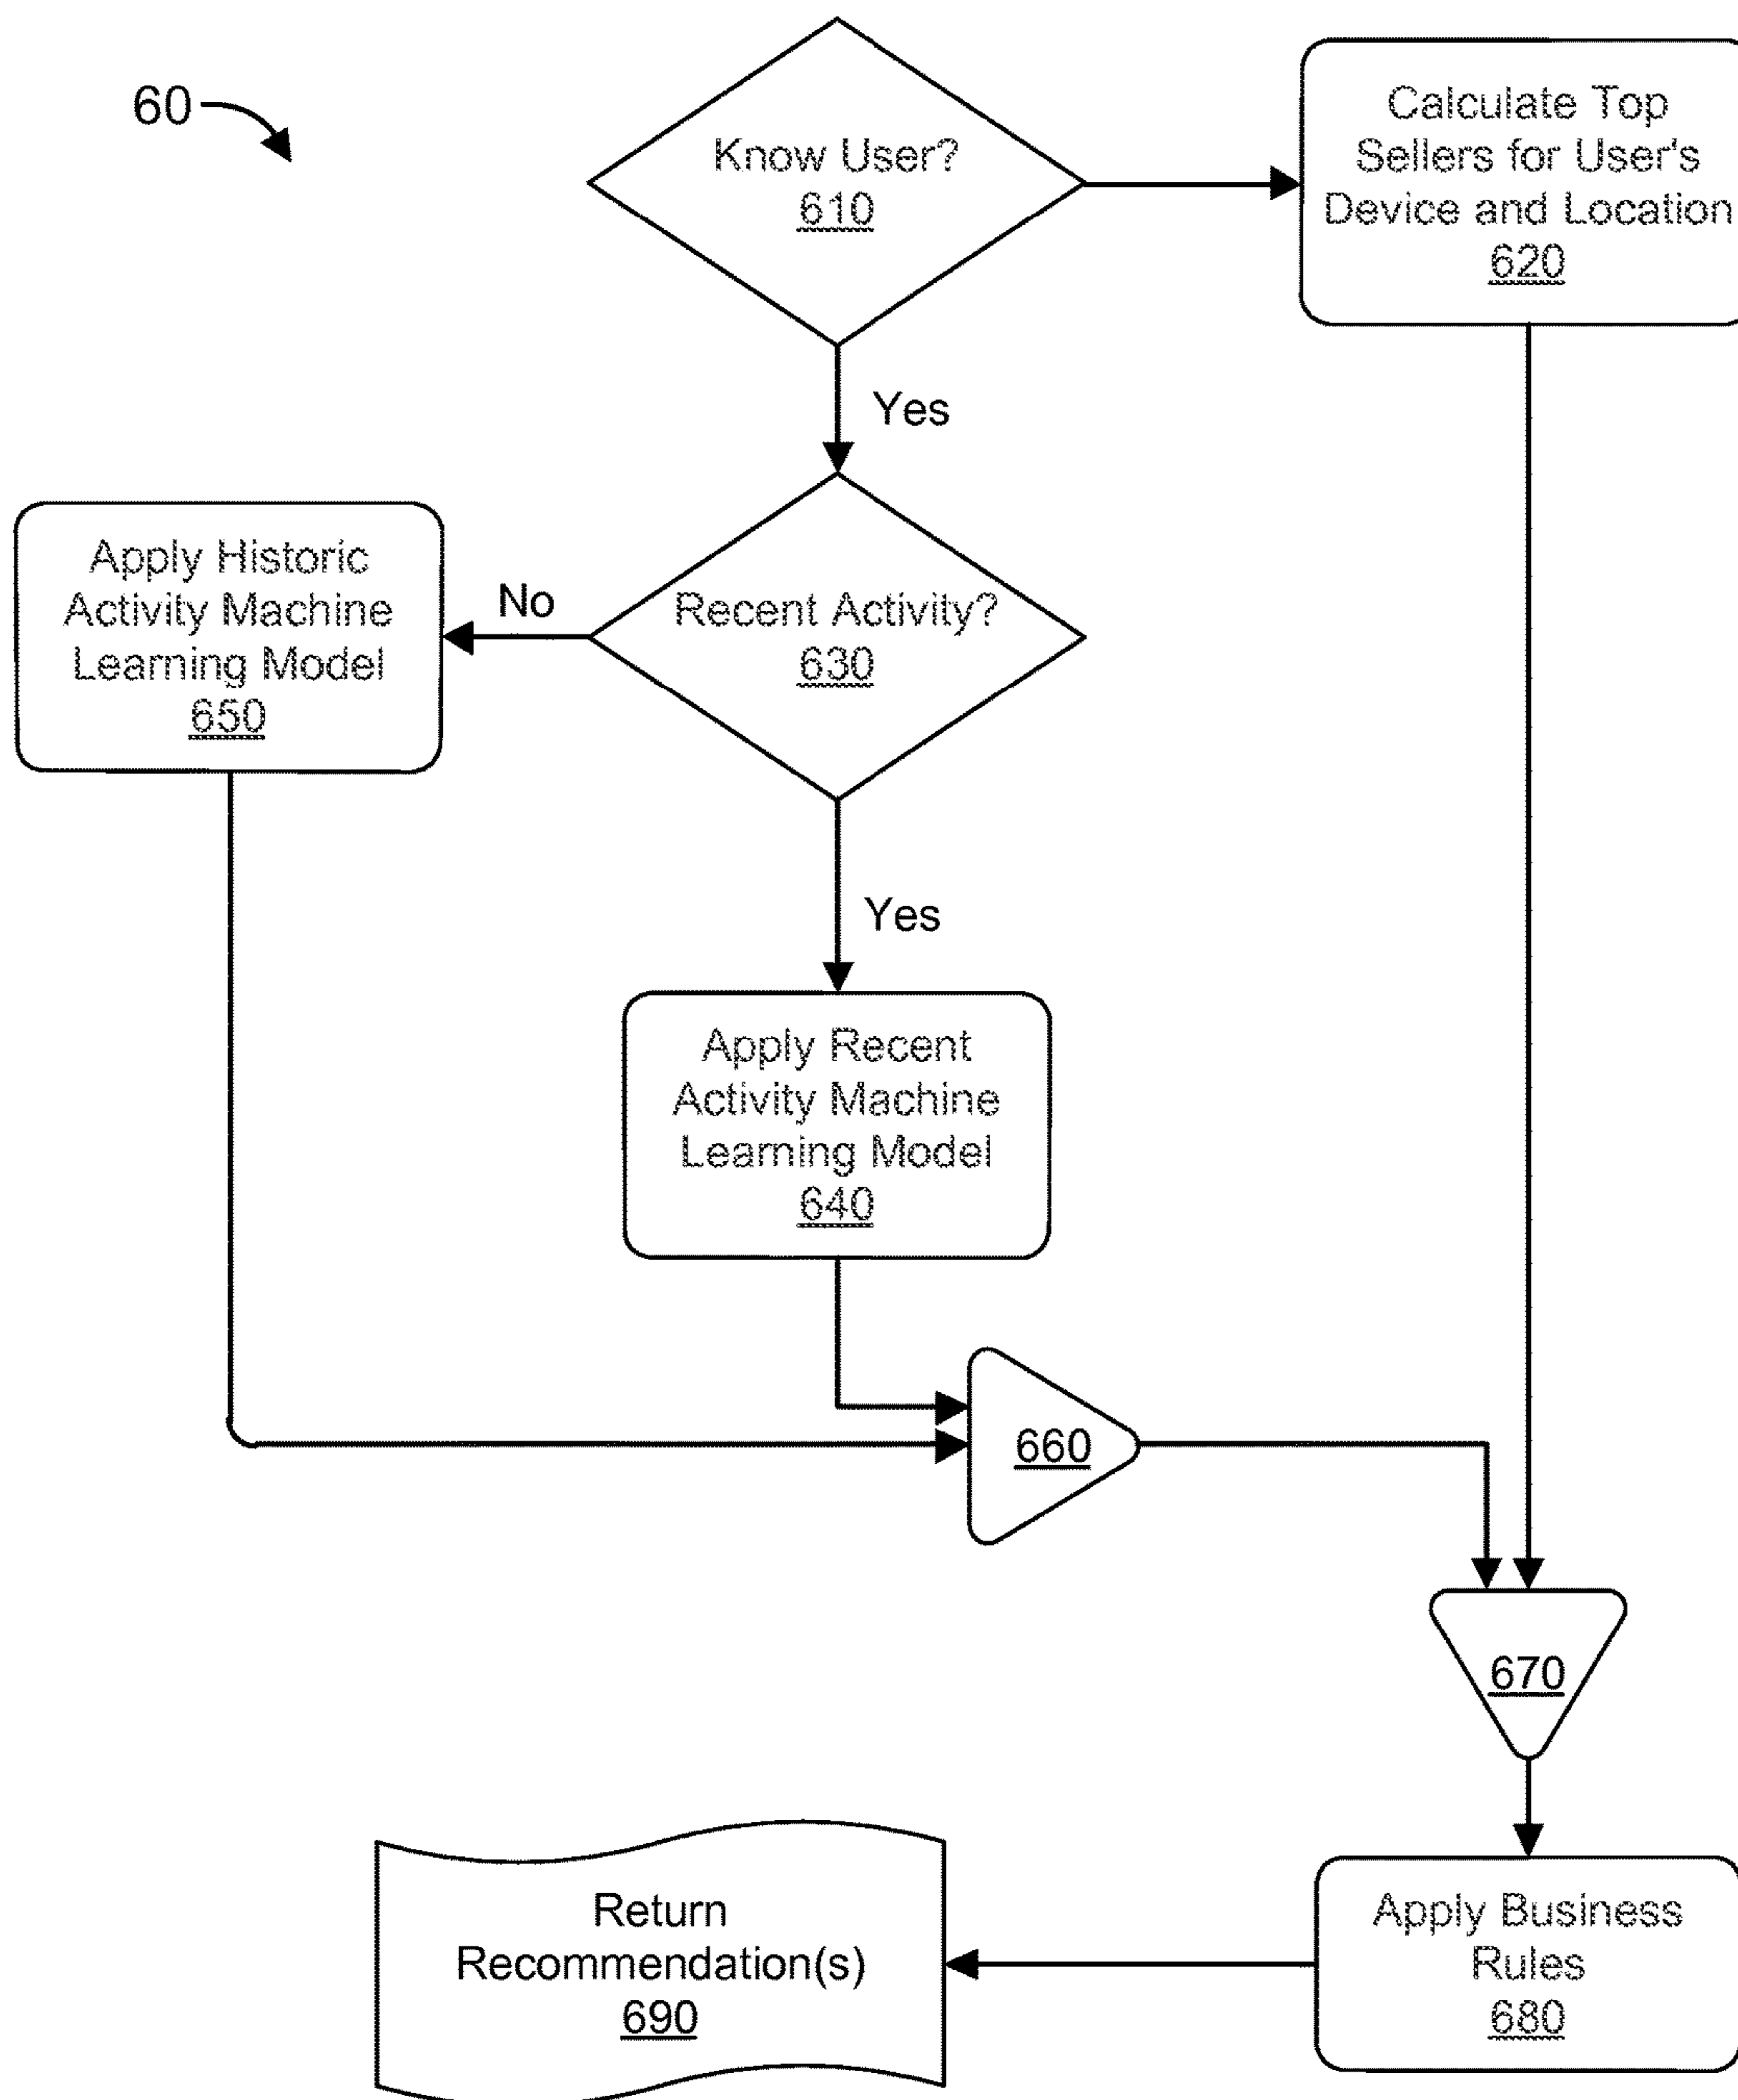 60
Know User?
610
Calculate Top
Sellers for User's
Device and Location
620
Yes
Apply Historic
Activity Machine
Learning Model
650
No
Recent Activity?
630
Yes
Apply Recent
Activity Machine
Learning Model
640
660
670
Return
Recommendation(s)
690
Apply Business
Rules
680